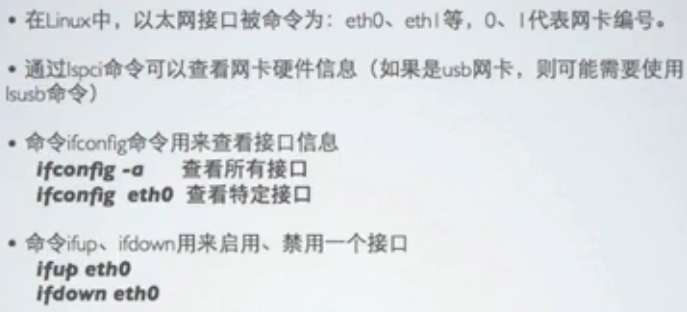 • 在Linux中，以太网接口被命令为：eth0、eth1等，0、1代表网卡编号。
• 通过lspci命令可以查看网卡硬件信息（如果是usb网卡，则可能需要使用
lsusb命令）
• 命令ifconfig命令用来查看接口信息
ifconfig -a 查看所有接口
ifconfig eth0 查看特定接口
• 命令ifup、ifdown用来启用、禁用一个接口
ifup eth0
ifdown eth0